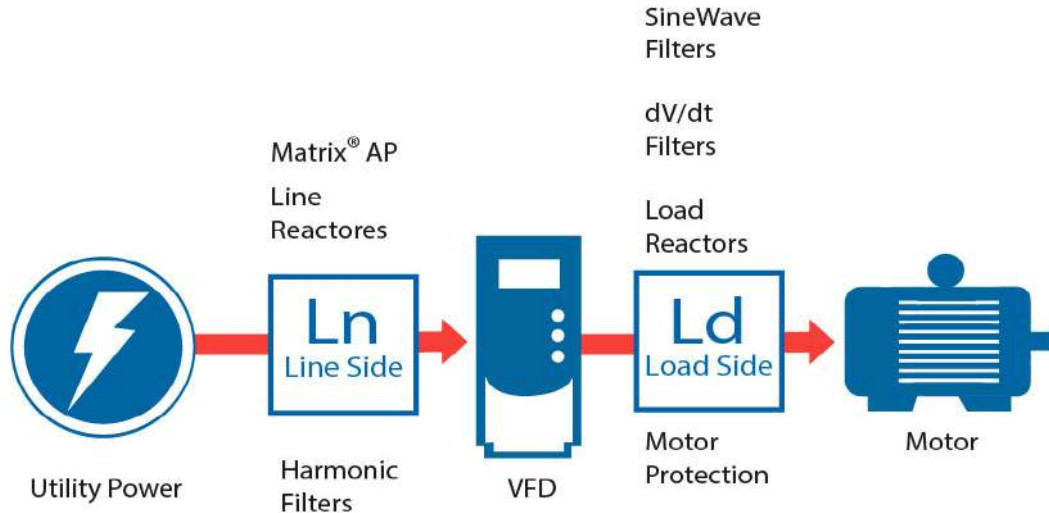 SineWave
Filters
dV/dt
Filters
Matrix® AP
Line
Reactores
Load
Reactors
Ln
Line Side
Ld
Load Side
Utility Power
Harmonic
Filters
VFD
Motor
Protection
Motor